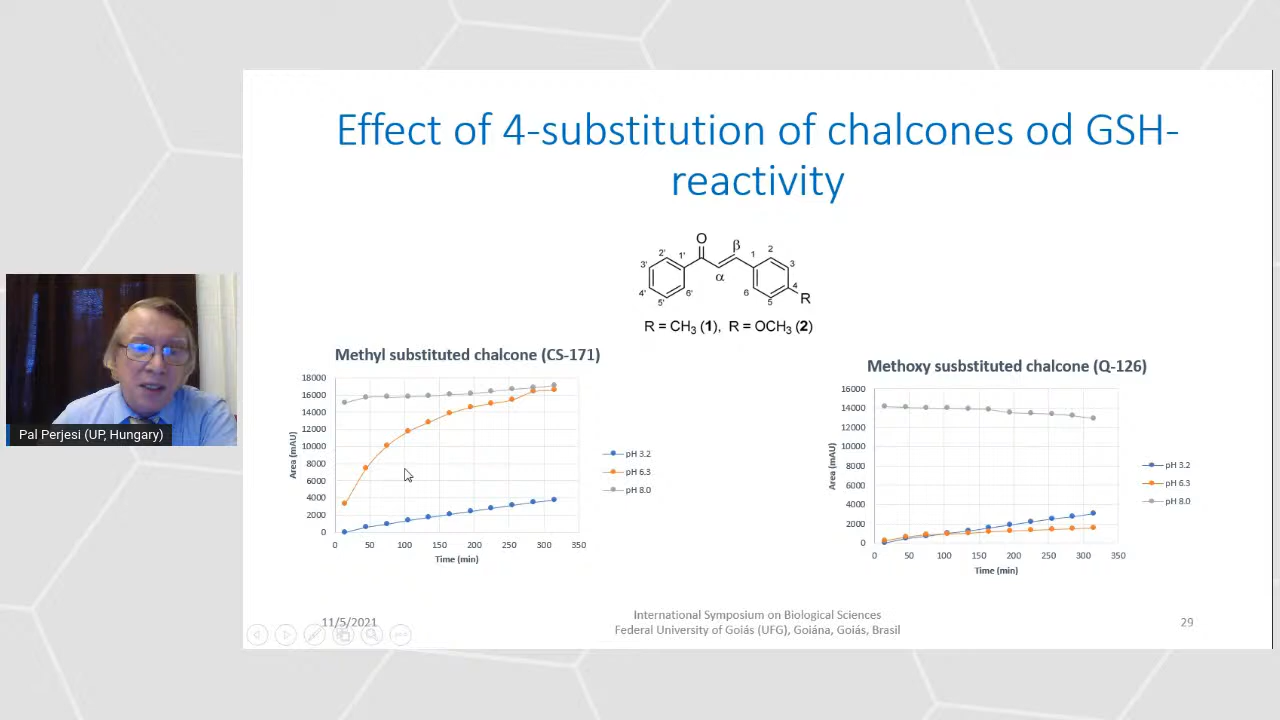 Effect of 4-substitution of chalcones od GSH-
reactivity
O
β
α
1'
2'
3'
4'
5'
6'
1
2
3
4
5
6
R
R = CH₃ (1), R = OCH₃ (2)
Methyl substituted chalcone (CS-171)
18000
16000
14000
12000
10000
8000
6000
4000
2000
0
Area (mAU)
0 50 100 150 200 250 300 350
Time (min)
pH 3.2
pH 6.3
pH 8.0
Methoxy susbstituted chalcone (Q-126)
16000
14000
12000
10000
8000
6000
4000
2000
0
Area (mAU)
0 50 100 150 200 250 300 350
Time (min)
pH 3.2
pH 6.3
pH 8.0
Pal Perjesi (UP, Hungary)
11/5/2021
International Symposium on Biological Sciences
Federal University of Goiás (UFG), Goiána, Goiás, Brasil
29